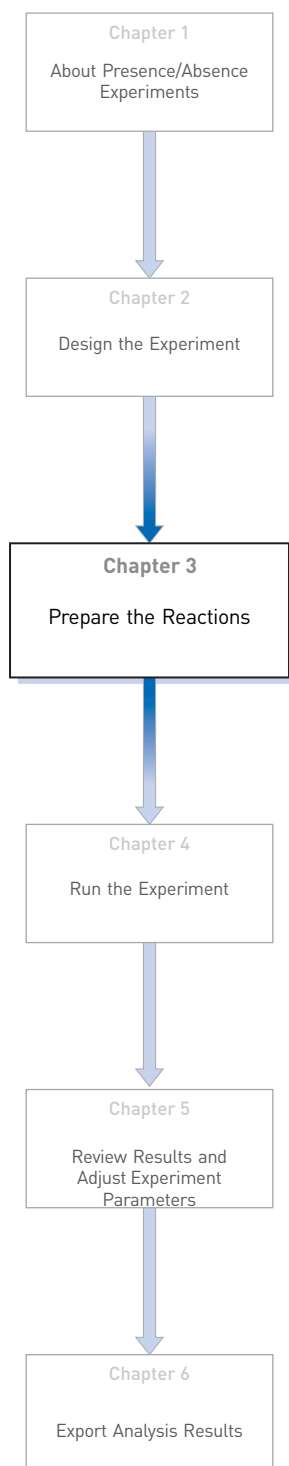 Chapter 1
About Presence/Absence
Experiments
Chapter 2
Design the Experiment
Chapter 3
Prepare the Reactions
Chapter 4
Run the Experiment
Chapter 5
Review Results and
Adjust Experiment
Parameters
Chapter 6
Export Analysis Results